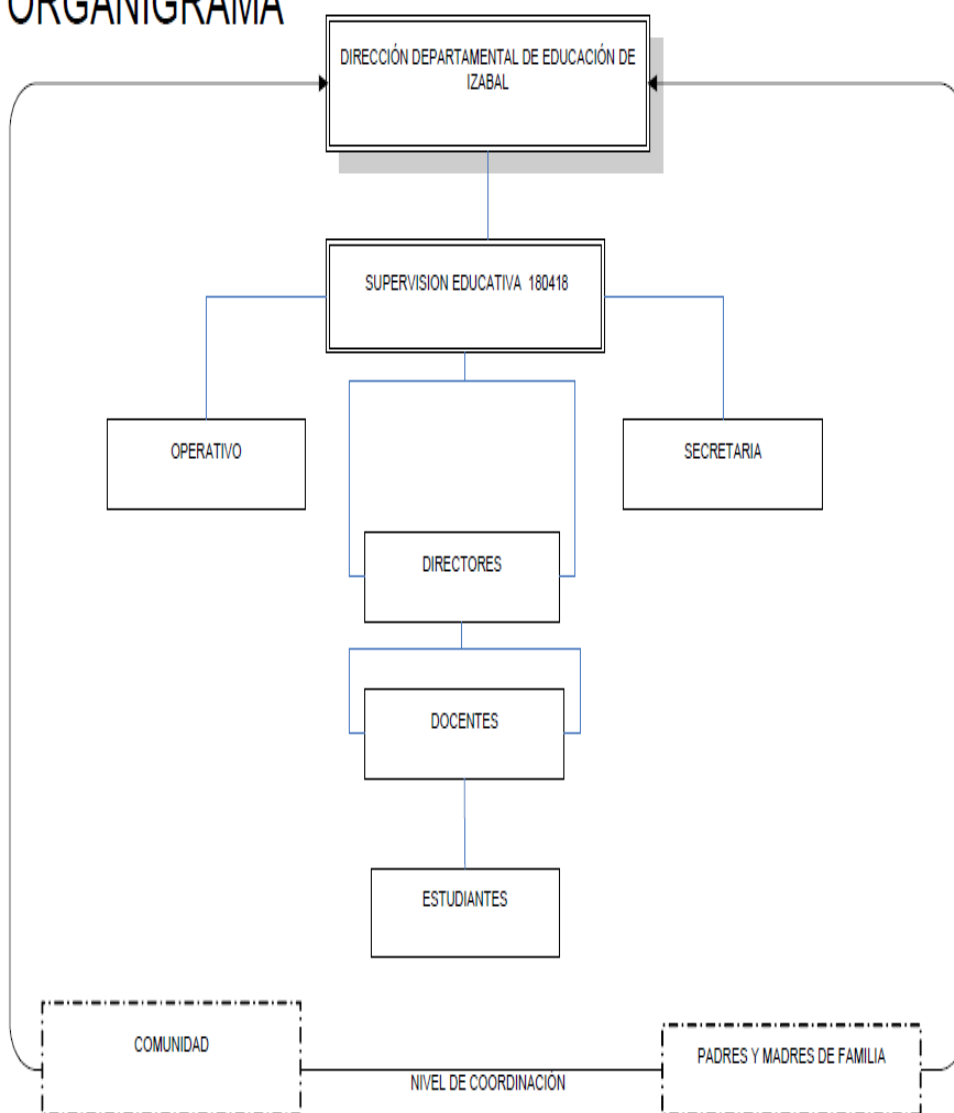 ORGANIGRAMA
DIRECCIÓN DEPARTAMENTAL DE EDUCACIÓN DE
IZABAL
SUPERVISION EDUCATIVA 180418
OPERATIVO
SECRETARIA
DIRECTORES
DOCENTES
ESTUDIANTES
COMUNIDAD
PADRES Y MADRES DE FAMILIA
NIVEL DE COORDINACIÓN